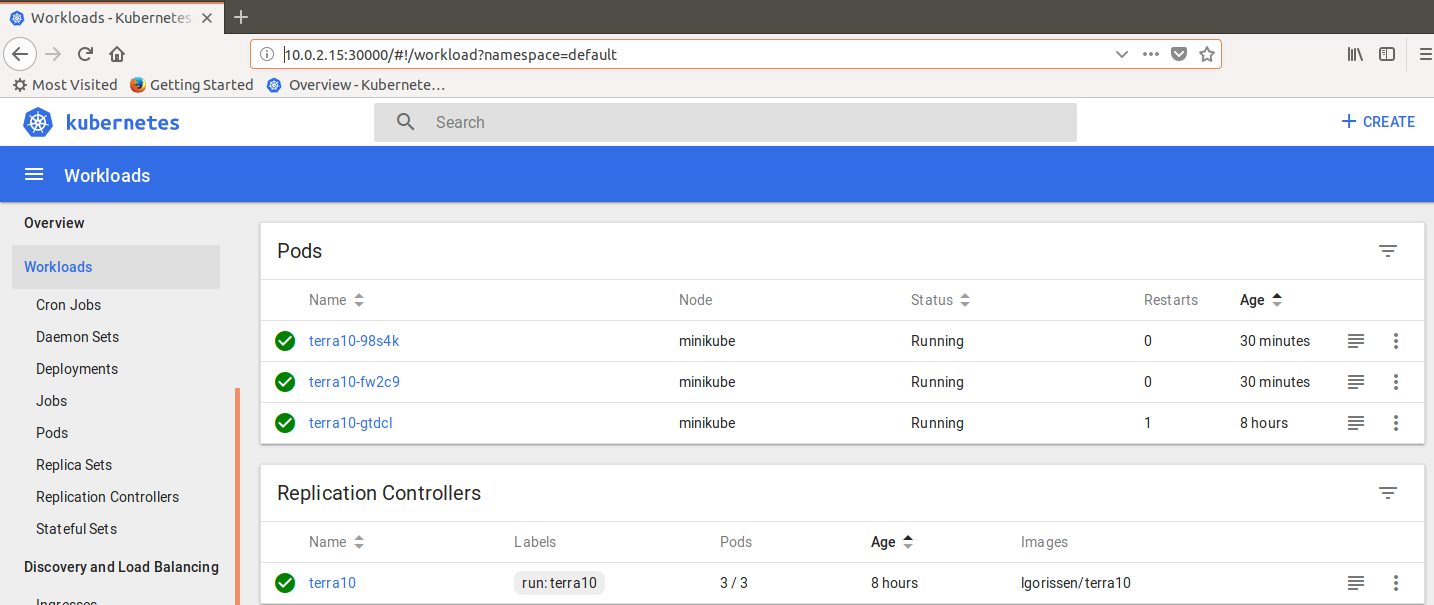 Workloads - Kubernetes
10.0.2.15:30000/#!/workload?namespace=default
Most Visited Getting Started Overview - Kubernete…
kubernetes Search CREATE
Workloads
Overview
Workloads
Cron Jobs
Daemon Sets
Deployments
Jobs
Pods
Replica Sets
Replication Controllers
Stateful Sets
Discovery and Load Balancing
Ingresses
Pods
Name Node Status Restarts Age
terra10-98s4k minikube Running 0 30 minutes
terra10-fw2c9 minikube Running 0 30 minutes
terra10-gtdcl minikube Running 1 8 hours
Replication Controllers
Name Labels Pods Age Images
terra10 run: terra10 3 / 3 8 hours lgorissen/terra10